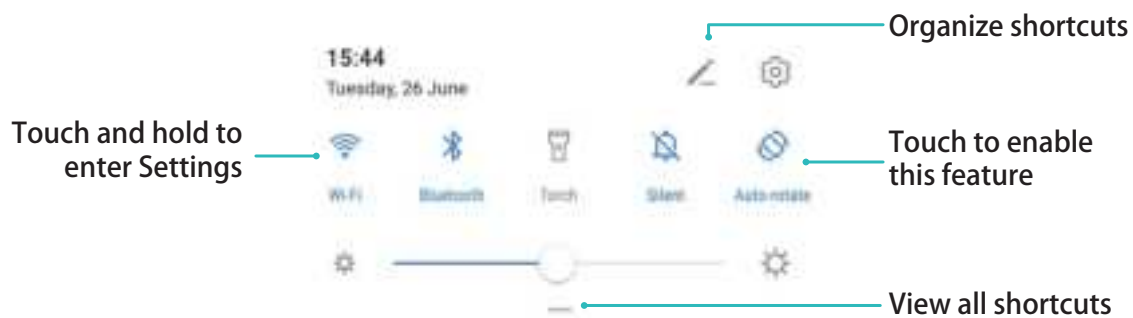 Organize shortcuts
15:44
Tuesday, 26 June
Touch and hold to
enter Settings
Touch to enable
this feature
Wi-Fi
Bluetooth
Torch
Silent
Auto-rotate
View all shortcuts